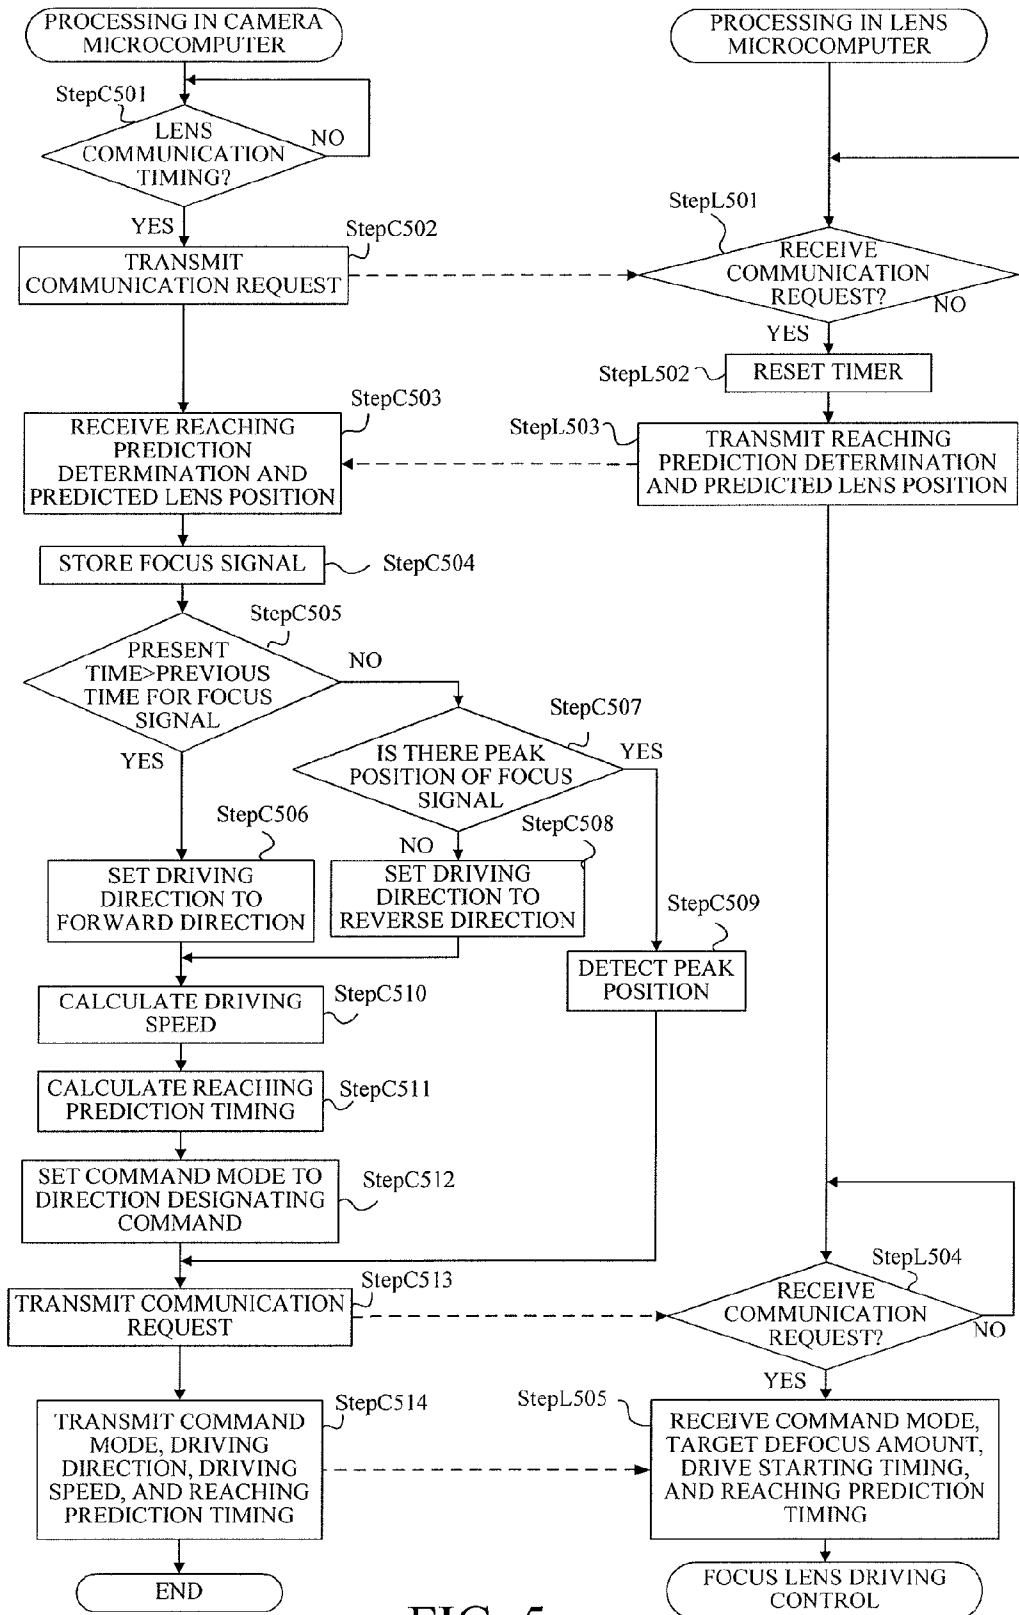 PROCESSING IN CAMERA
MICROCOMPUTER
PROCESSING IN LENS
MICROCOMPUTER
StepC501
LENS
COMMUNICATION
TIMING?
NO
YES
StepC502
TRANSMIT
COMMUNICATION REQUEST
StepL501
RECEIVE
COMMUNICATION
REQUEST?
NO
YES
StepL502
RESET TIMER
StepC503
RECEIVE REACHING
PREDICTION
DETERMINATION AND
PREDICTED LENS POSITION
StepL503
TRANSMIT REACHING
PREDICTION DETERMINATION
AND PREDICTED LENS POSITION
STORE FOCUS SIGNAL
StepC504
StepC505
PRESENT
TIME>PREVIOUS
TIME FOR FOCUS
SIGNAL
NO
YES
StepC507
IS THERE PEAK
POSITION OF FOCUS
SIGNAL
YES
NO
StepC506
SET DRIVING
DIRECTION TO
FORWARD DIRECTION
StepC508
SET DRIVING
DIRECTION TO
REVERSE DIRECTION
StepC509
DETECT PEAK
POSITION
StepC510
CALCULATE DRIVING
SPEED
StepC511
CALCULATE REACHING
PREDICTION TIMING
StepC512
SET COMMAND MODE TO
DIRECTION DESIGNATING
COMMAND
StepC513
TRANSMIT COMMUNICATION
REQUEST
StepL504
RECEIVE
COMMUNICATION
REQUEST?
NO
YES
StepC514
TRANSMIT COMMAND
MODE, DRIVING
DIRECTION, DRIVING
SPEED, AND REACHING
PREDICTION TIMING
StepL505
RECEIVE COMMAND MODE,
TARGET DEFOCUS AMOUNT,
DRIVE STARTING TIMING,
AND REACHING PREDICTION
TIMING
END
FOCUS LENS DRIVING
CONTROL
FIG. 5